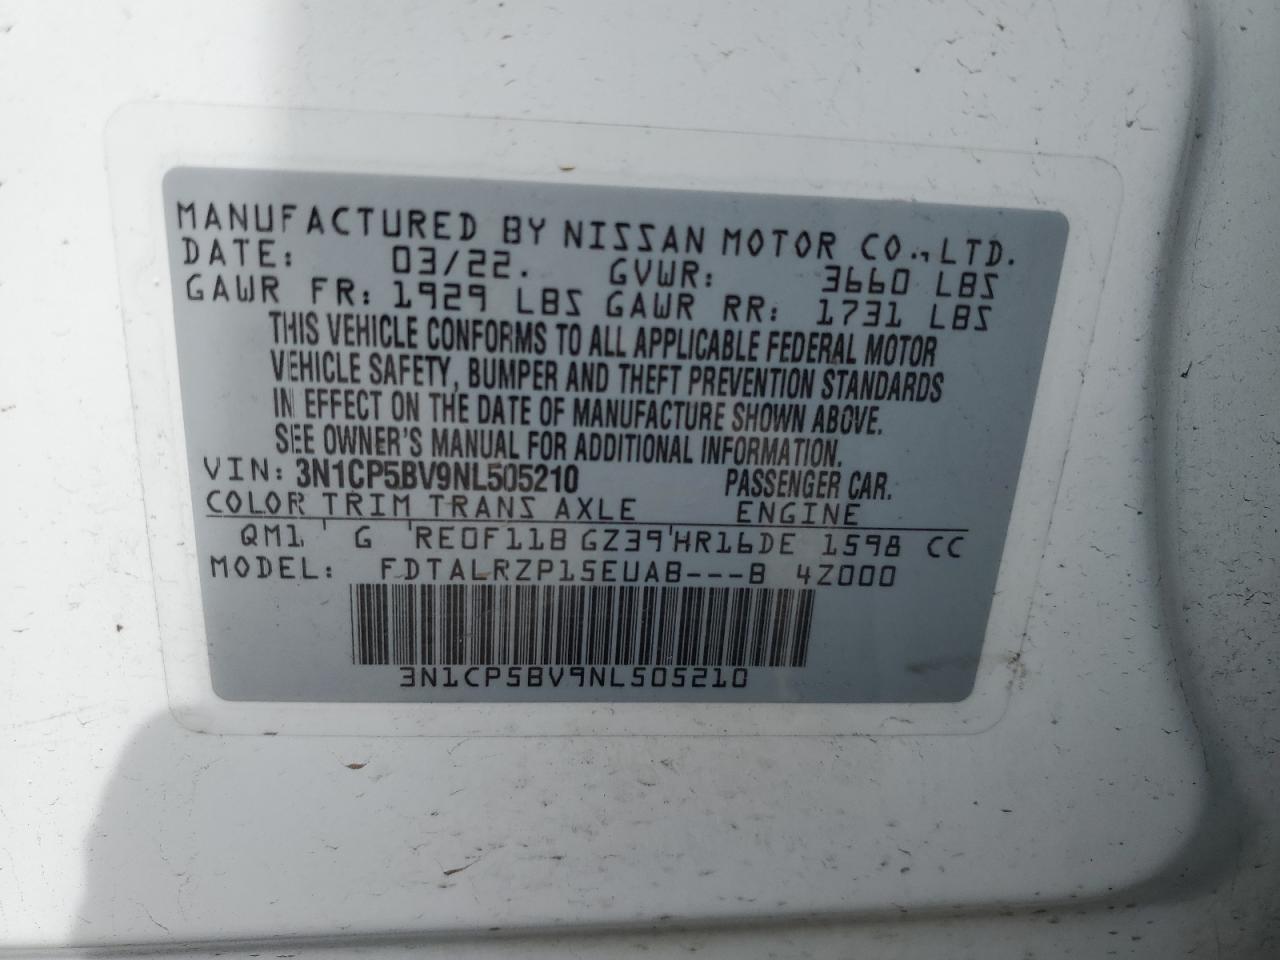 MANUFACTURED BY NISSAN MOTOR CO.,LTD.
DATE: 03/22. GVWR: 3660 LBS
GAWR FR: 1929 LBS GAWR RR: 1731 LBS
THIS VEHICLE CONFORMS TO ALL APPLICABLE FEDERAL MOTOR
VEHICLE SAFETY, BUMPER AND THEFT PREVENTION STANDARDS
IN EFFECT ON THE DATE OF MANUFACTURE SHOWN ABOVE.
SEE OWNER'S MANUAL FOR ADDITIONAL INFORMATION.
VIN: 3N1CP5BV9NL505210 PASSENGER CAR.
COLOR TRIM TRANS AXLE ENGINE
QM1 ' G ' RE0F11B GZ39'HR16DE 1598 CC
MODEL: FDTALRZP15EUAB---B 4Z000
3N1CP5BV9NL505210